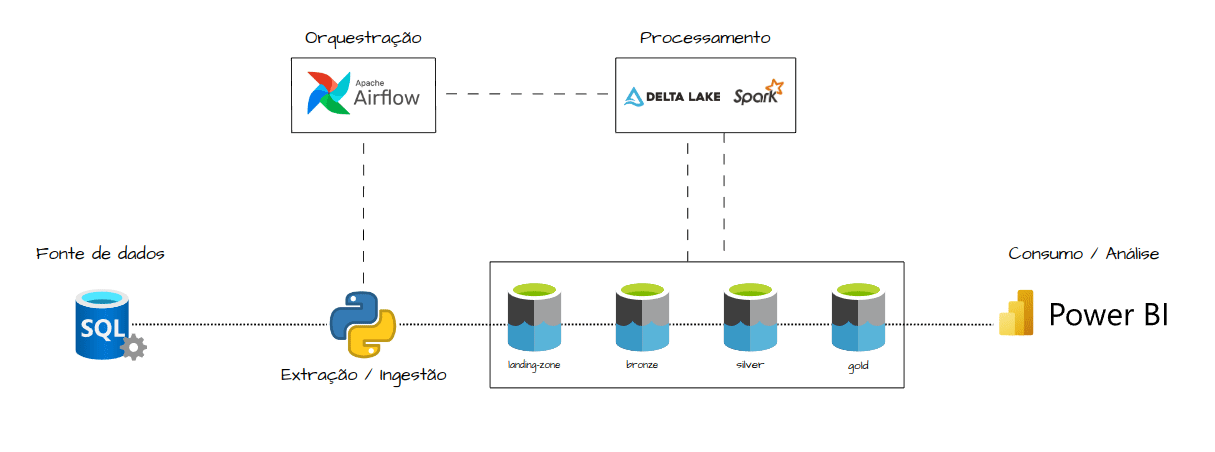 Orquestração
Processamento
Apache
Airflow
DELTA LAKE
Spark
Fonte de dados
Consumo / Análise
SQL
Power BI
Extração / Ingestão
landing-zone
bronze
silveir
gold